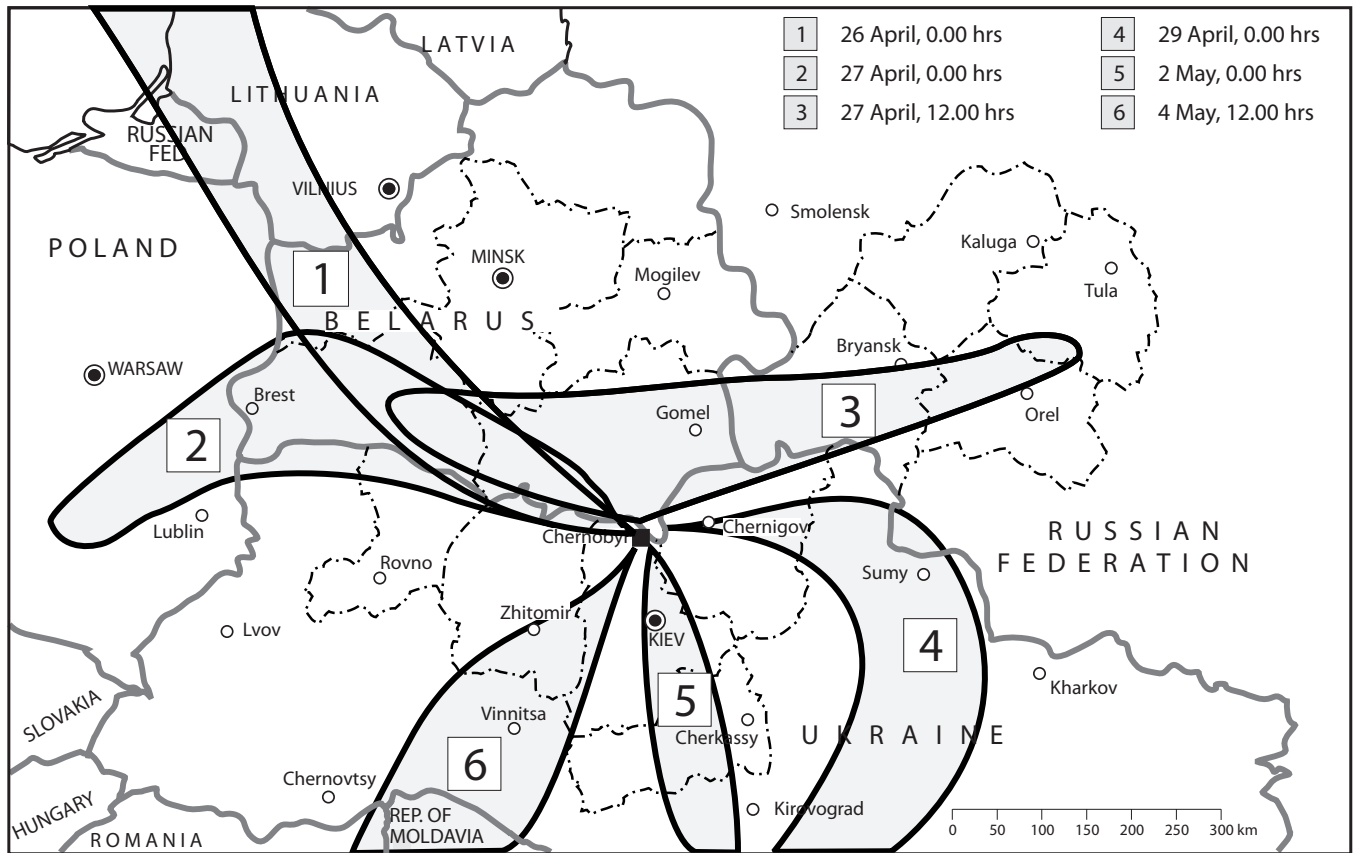 1 26 April, 0.00 hrs
2 27 April, 0.00 hrs
3 27 April, 12.00 hrs
4 29 April, 0.00 hrs
5 2 May, 0.00 hrs
6 4 May, 12.00 hrs
LATVIA
LITHUANIA
RUSSIAN
FED.
VILNIUS
Smolensk
POLAND
Kaluga
MINSK
1
Mogilev
Tula
BELARUS
Bryansk
WARSAW
Brest
Gomel
3
Orel
2
Lublin
Chernobyl
Chernigov
RUSSIAN
FEDERATION
Rovno
Sumy
Zhitomir
Lvov
KIEV
4
Kharkov
SLOVAKIA
5
Vinnitsa
Cherkassy
UKRAINE
6
Chernovtsy
HUNGARY
REP. OF
MOLDAVIA
Kirovograd
ROMANIA
0 50 100 150 200 250 300 km